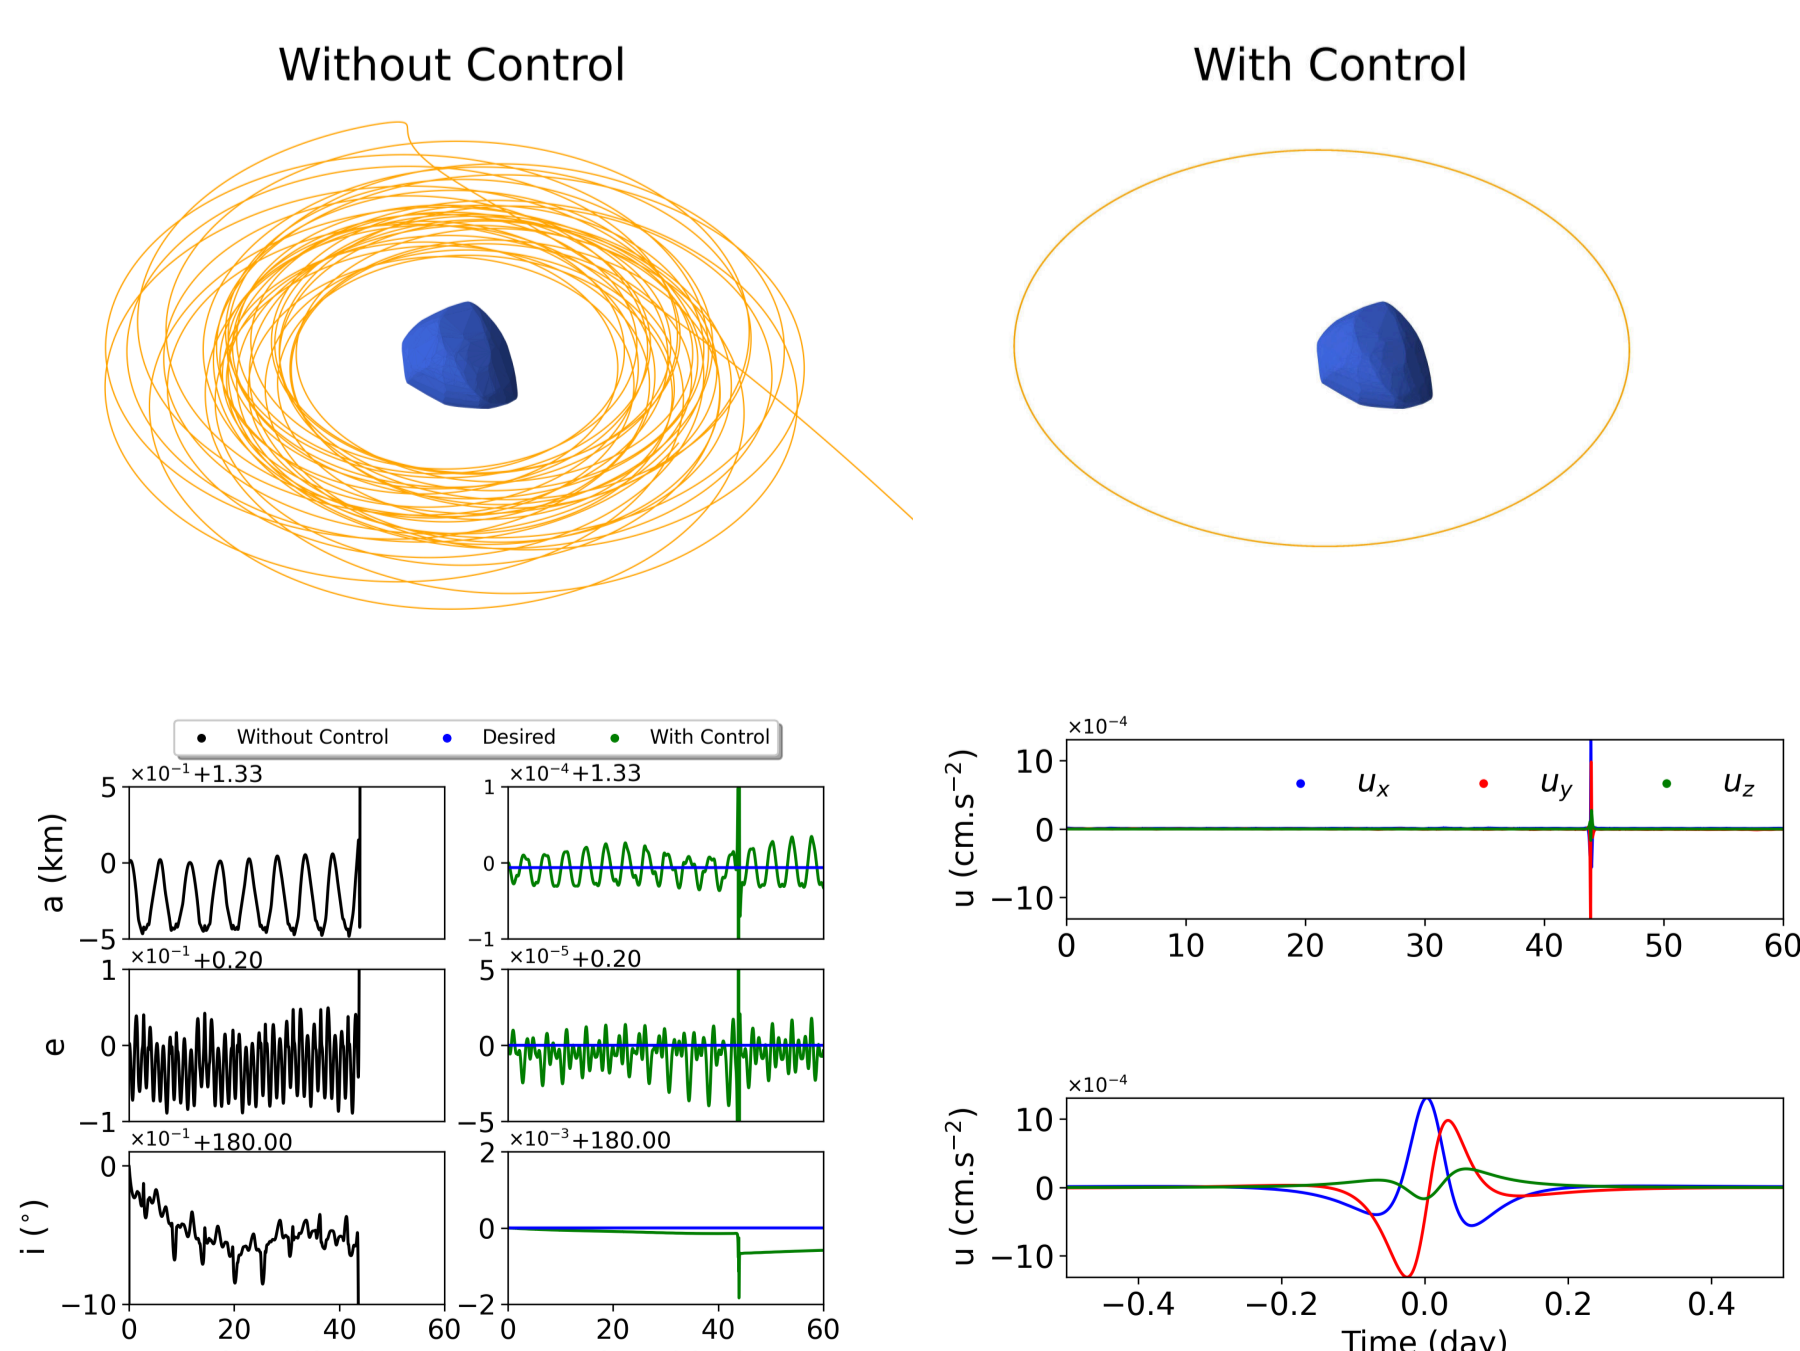 Without Control
With Control
Without Control Desired With Control
×10⁻¹+1.33
5
0
−5
a (km)
×10⁻⁴+1.33
1
0
−1
×10⁻¹+0.20
1
0
−1
e
×10⁻⁵+0.20
5
0
−5
×10⁻¹+180.00
0
−10
i (°)
0 20 40 60
×10⁻³+180.00
2
0
−2
0 20 40 60
×10⁻⁴
10
0
−10
u (cm.s⁻²)
uₓ u_y u_z
0 10 20 30 40 50 60
×10⁻⁴
10
0
−10
u (cm.s⁻²)
−0.4 −0.2 0.0 0.2 0.4
Time (day)